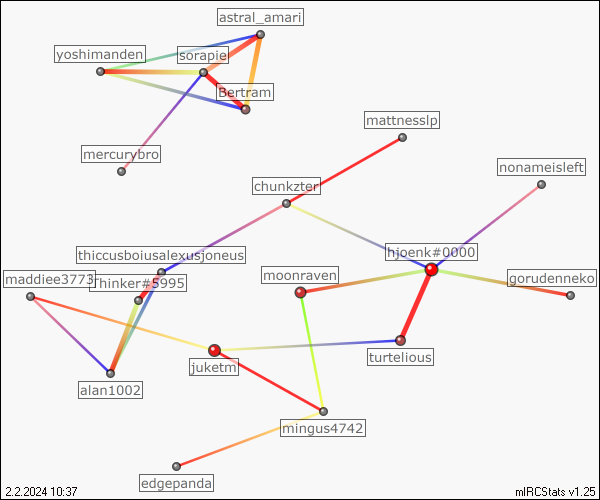 astral_amari
yoshimanden
sorapie
Bertram
mattnesslp
mercurybro
nonameisleft
chunkzter
thiccusboiusalexusjoneus
hjoenk#0000
maddiee3773
Thinker#5995
moonraven
gorudenneko
juketm
turtelious
alan1002
mingus4742
edgepanda
2.2.2024 10:37
mIRCStats v1.25